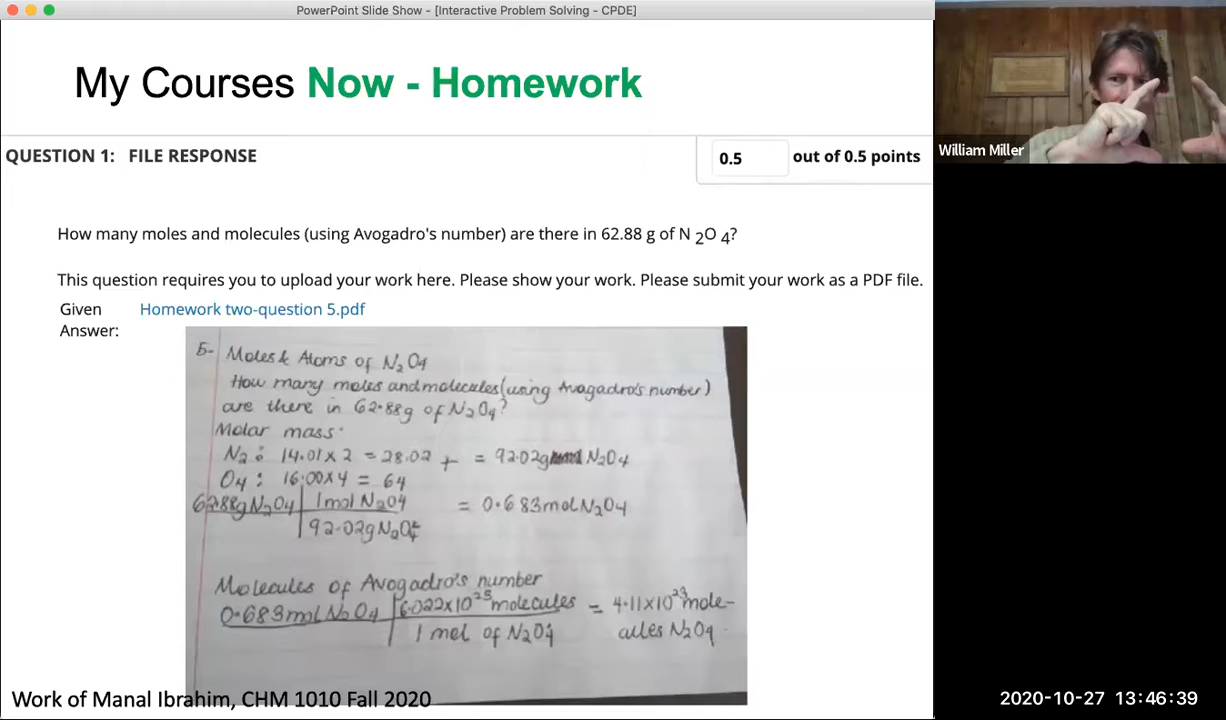 PowerPoint Slide Show - [Interactive Problem Solving - CPDE]
My Courses Now - Homework
QUESTION 1: FILE RESPONSE
0.5 out of 0.5 points
William Miller
How many moles and molecules (using Avogadro's number) are there in 62.88 g of N 2O 4?
This question requires you to upload your work here. Please show your work. Please submit your work as a PDF file.
Given Homework two-question 5.pdf
Answer:
5- Moles & Atoms of N2O4
How many moles and molecules (using Avagadro's number)
are there in 62.88g of N2O4?
Molar mass:
N2: 14.01 x 2 = 28.02 + = 92.02g N2O4
O4: 16.00x4 = 64
62.88g N2O4 | 1 mol N2O4 = 0.683 mol N2O4
92.02g N2O4
Molecules of Avogadro's number
0.683 mol N2O4 | 6.022x10^23 molecules = 4.11x10^23 mole-
1 mol of N2O4 cules N2O4
Work of Manal Ibrahim, CHM 1010 Fall 2020
2020-10-27 13:46:39